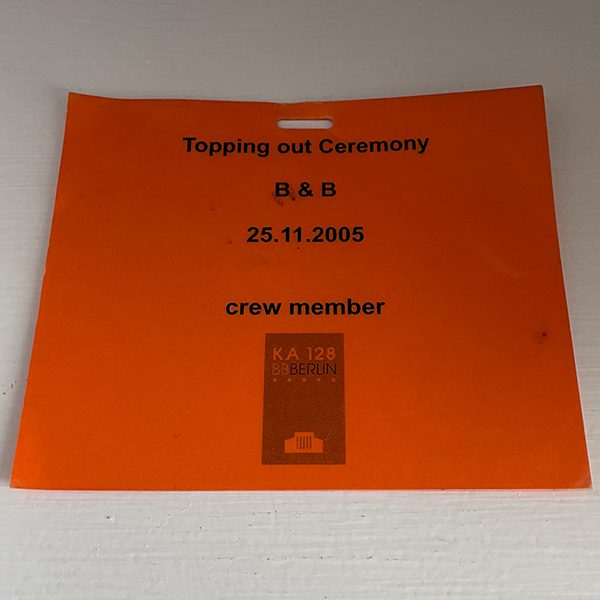 Topping out Ceremony
B & B
25.11.2005
crew member
KA 128
BBBERLIN